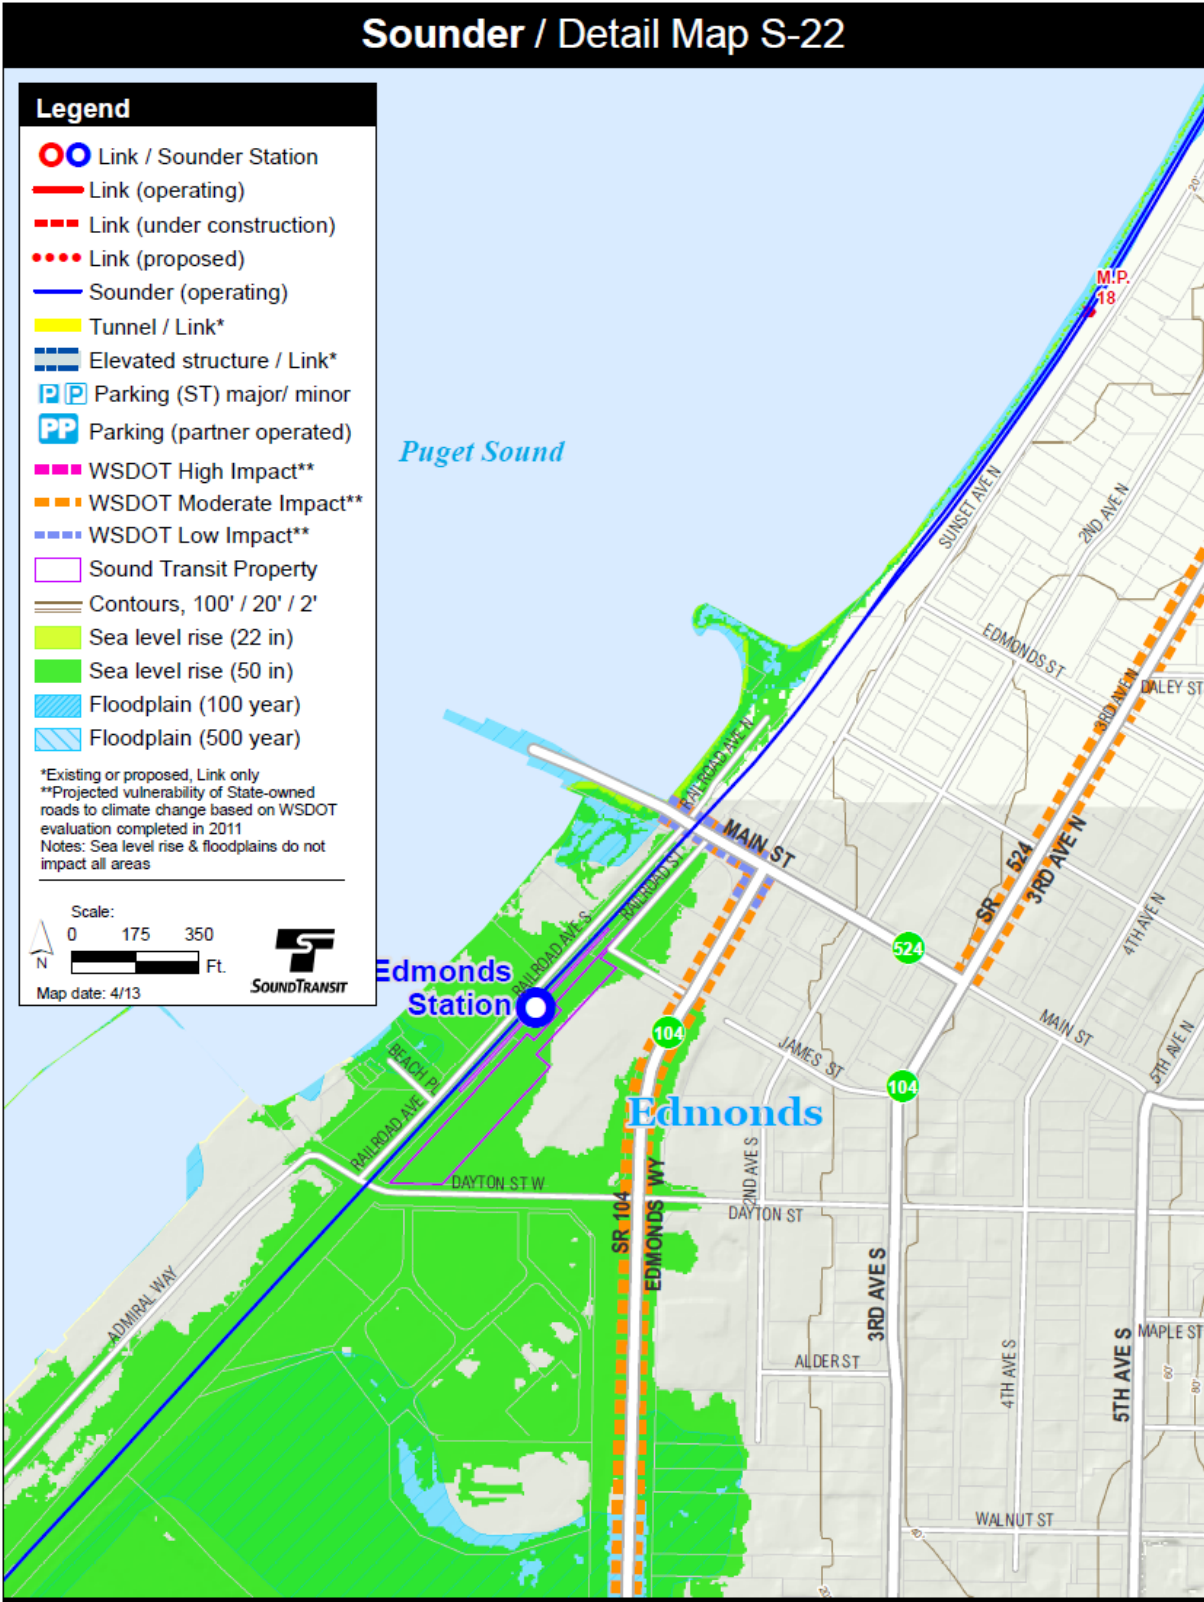 Sounder / Detail Map S-22
Legend
Link / Sounder Station
Link (operating)
Link (under construction)
Link (proposed)
Sounder (operating)
Tunnel / Link*
Elevated structure / Link*
P P Parking (ST) major/ minor
PP Parking (partner operated)
WSDOT High Impact**
WSDOT Moderate Impact**
WSDOT Low Impact**
Sound Transit Property
Contours, 100' / 20' / 2'
Sea level rise (22 in)
Sea level rise (50 in)
Floodplain (100 year)
Floodplain (500 year)
*Existing or proposed, Link only
**Projected vulnerability of State-owned
roads to climate change based on WSDOT
evaluation completed in 2011
Notes: Sea level rise & floodplains do not
impact all areas
Scale:
0 175 350
Ft.
N
SOUNDTRANSIT
Map date: 4/13
20'
M.P.
18
Puget Sound
SUNSET AVE N
2ND AVE N
EDMONDS ST
3RD AVE N
DALEY ST
RAILROAD AVE N
MAIN ST
RAILROAD ST
SR 524
3RD AVE N
4TH AVE N
524
RAILROAD AVE S
Edmonds
Station
104
MAIN ST
JAMES ST
5TH AVE N
BEACH PL
104
Edmonds
RAILROAD AVE
DAYTON ST W
2ND AVE S
DAYTON ST
SR 104
EDMONDS WY
ADMIRAL WAY
3RD AVE S
ALDER ST
4TH AVE S
5TH AVE S
MAPLE ST
60'
80'
WALNUT ST
40'
20'